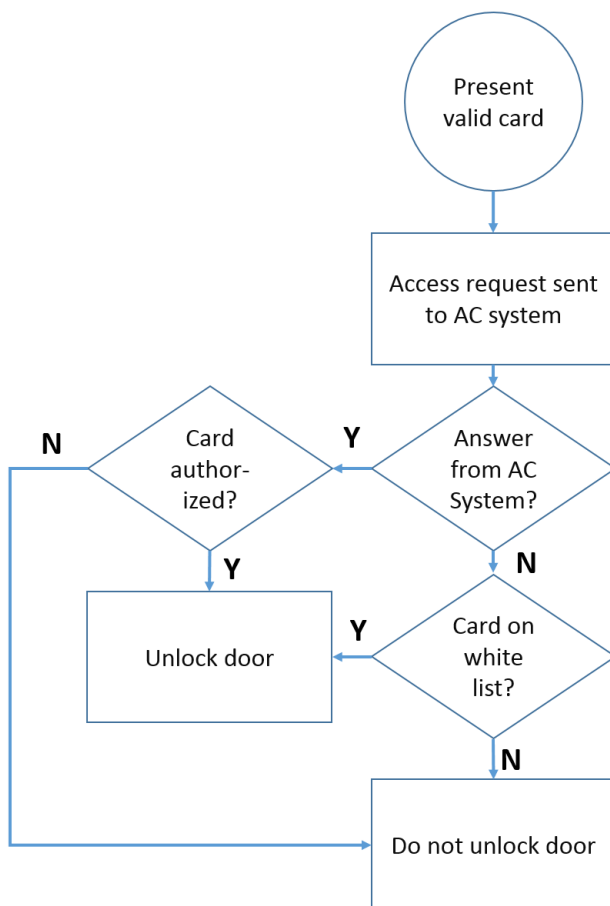 Present
valid card
Access request sent
to AC system
N
Card
author-
ized?
Y
Answer
from AC
System?
Y
N
Unlock door
Y
Card on
white
list?
N
Do not unlock door